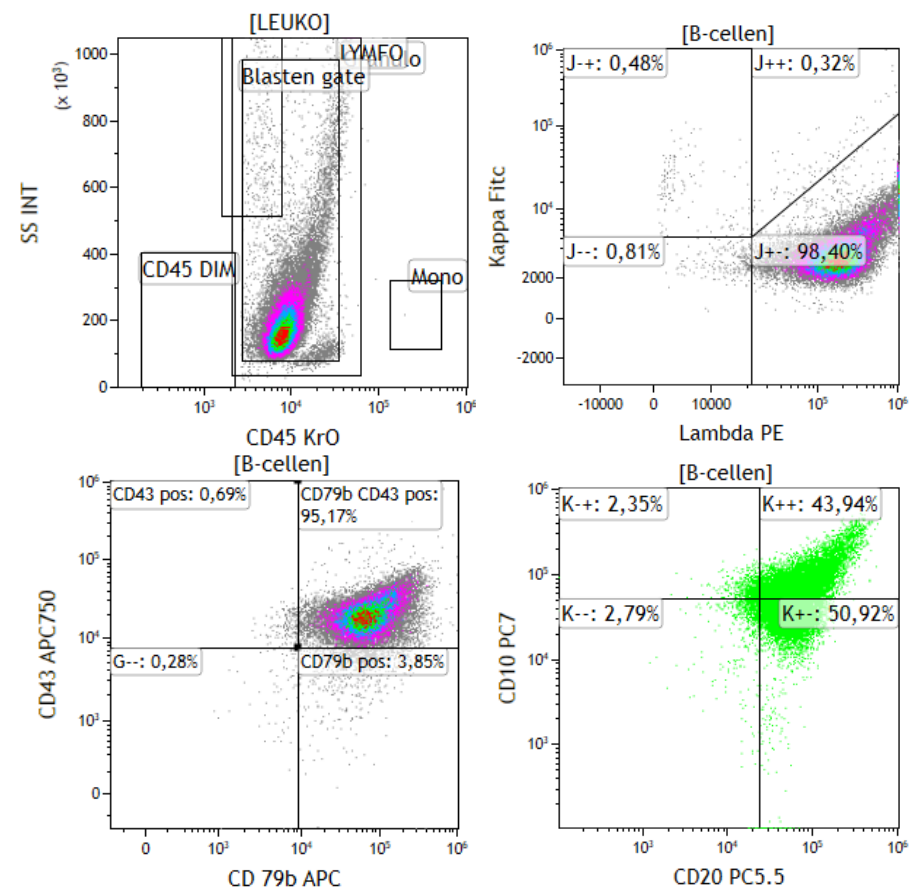 [LEUKO]
1000
800
600
400
200
0
(x 10³)
SS INT
LYMFO
Granulo
Blasten gate
CD45 DIM
Mono
10³
10⁴
10⁵
10⁶
CD45 KrO
[B-cellen]
10⁶
10⁵
10⁴
2000
0
-2000
Kappa Fitc
J-+: 0,48%
J++: 0,32%
J--: 0,81%
J+-: 98,40%
-10000
0
10000
10⁵
10⁶
Lambda PE
[B-cellen]
10⁶
10⁵
10⁴
10³
0
CD43 APC750
CD43 pos: 0,69%
CD79b CD43 pos:
95,17%
G--: 0,28%
CD79b pos: 3,85%
0
10³
10⁴
10⁵
10⁶
CD 79b APC
[B-cellen]
10⁶
10⁵
10⁴
10³
CD10 PC7
K-+: 2,35%
K++: 43,94%
K--: 2,79%
K+-: 50,92%
10³
10⁴
10⁵
10⁶
CD20 PC5.5